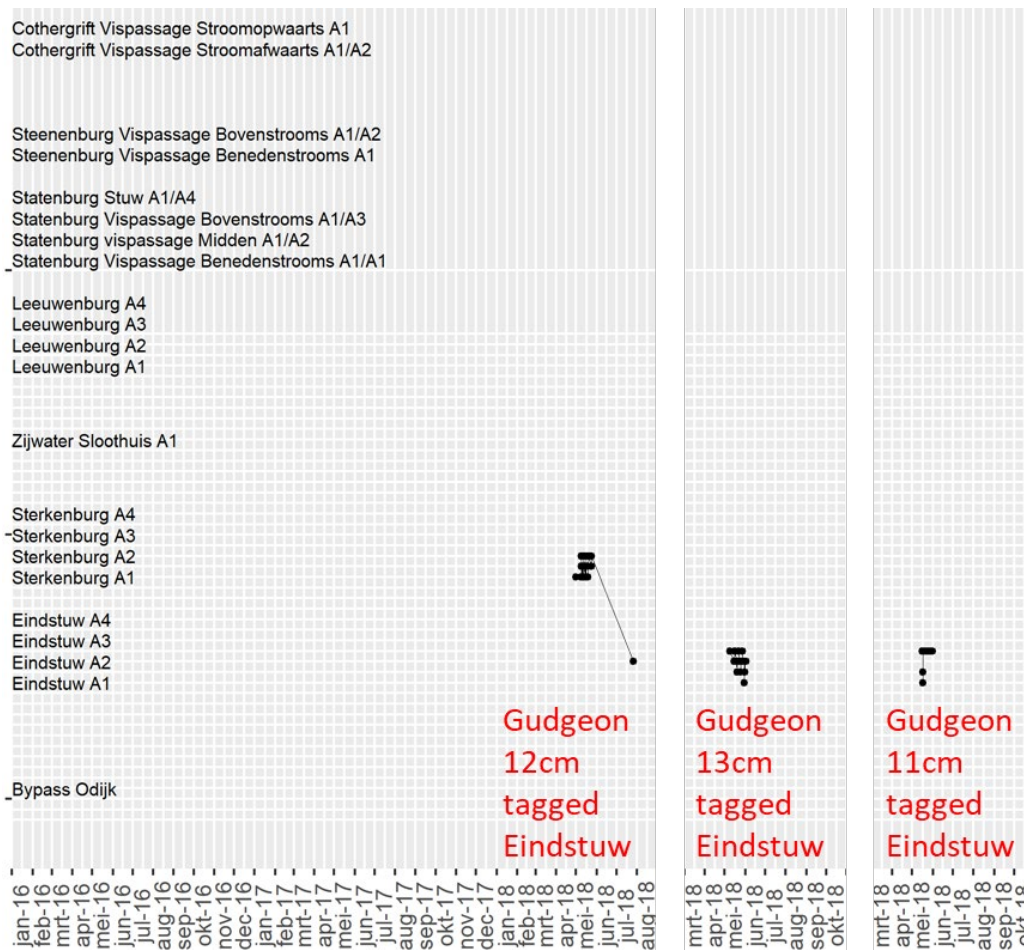 Cothergrift Vispassage Stroomopwaarts A1
Cothergrift Vispassage Stroomafwaarts A1/A2
Steenenburg Vispassage Bovenstrooms A1/A2
Steenenburg Vispassage Benedenstrooms A1
Statenburg Stuw A1/A4
Statenburg Vispassage Bovenstrooms A1/A3
Statenburg vispassage Midden A1/A2
Statenburg Vispassage Benedenstrooms A1/A1
Leeuwenburg A4
Leeuwenburg A3
Leeuwenburg A2
Leeuwenburg A1
Zijwater Sloothuis A1
Sterkenburg A4
Sterkenburg A3
Sterkenburg A2
Sterkenburg A1
Eindstuw A4
Eindstuw A3
Eindstuw A2
Eindstuw A1
Bypass Odijk
Gudgeon
12cm
tagged
Eindstuw
Gudgeon
13cm
tagged
Eindstuw
Gudgeon
11cm
tagged
Eindstuw
jan-16
feb-16
mrt-16
apr-16
mei-16
jun-16
jul-16
aug-16
sep-16
okt-16
nov-16
dec-16
jan-17
feb-17
mrt-17
apr-17
mei-17
jun-17
jul-17
aug-17
sep-17
okt-17
nov-17
dec-17
jan-18
feb-18
mrt-18
apr-18
mei-18
jun-18
jul-18
aug-18
mrt-18
apr-18
mei-18
jun-18
jul-18
aug-18
sep-18
okt-18
mrt-18
apr-18
mei-18
jun-18
jul-18
aug-18
sep-18